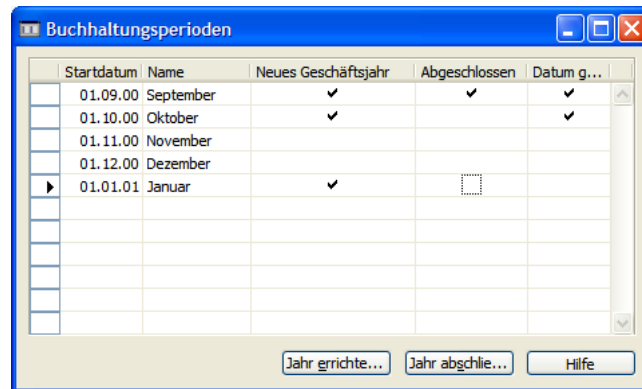 Buchhaltungsperioden
Startdatum Name Neues Geschäftsjahr Abgeschlossen Datum g...
01.09.00 September
01.10.00 Oktober
01.11.00 November
01.12.00 Dezember
01.01.01 Januar
Jahr errichte... Jahr abschlie... Hilfe